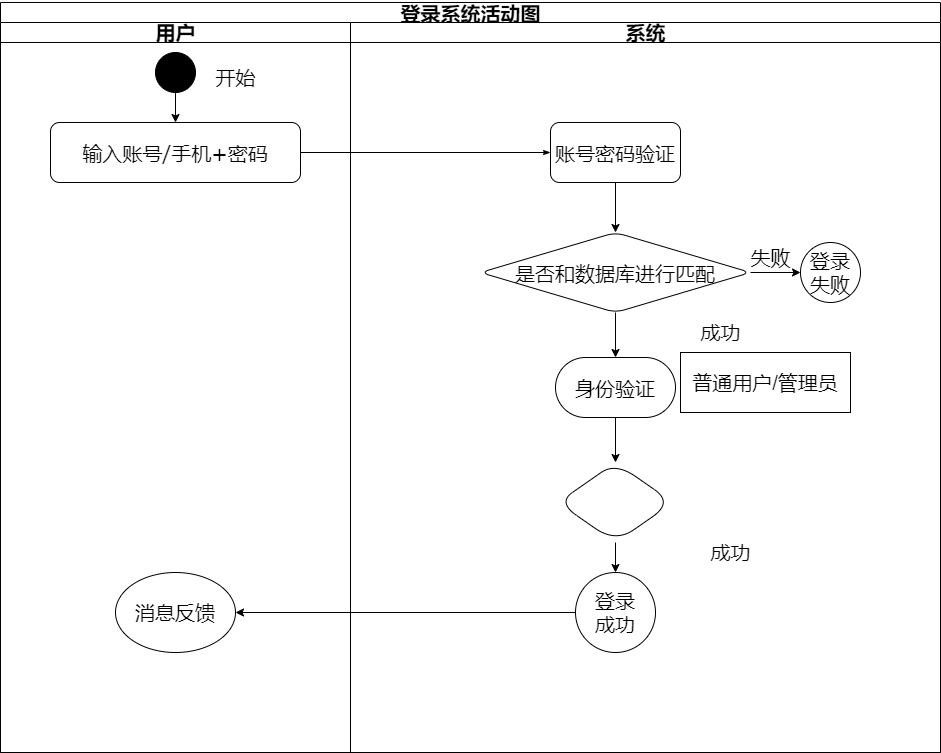 登录系统活动图
用户
系统
开始
输入账号/手机+密码
账号密码验证
是否和数据库进行匹配
失败
登录
失败
成功
身份验证
普通用户/管理员
成功
消息反馈
登录
成功